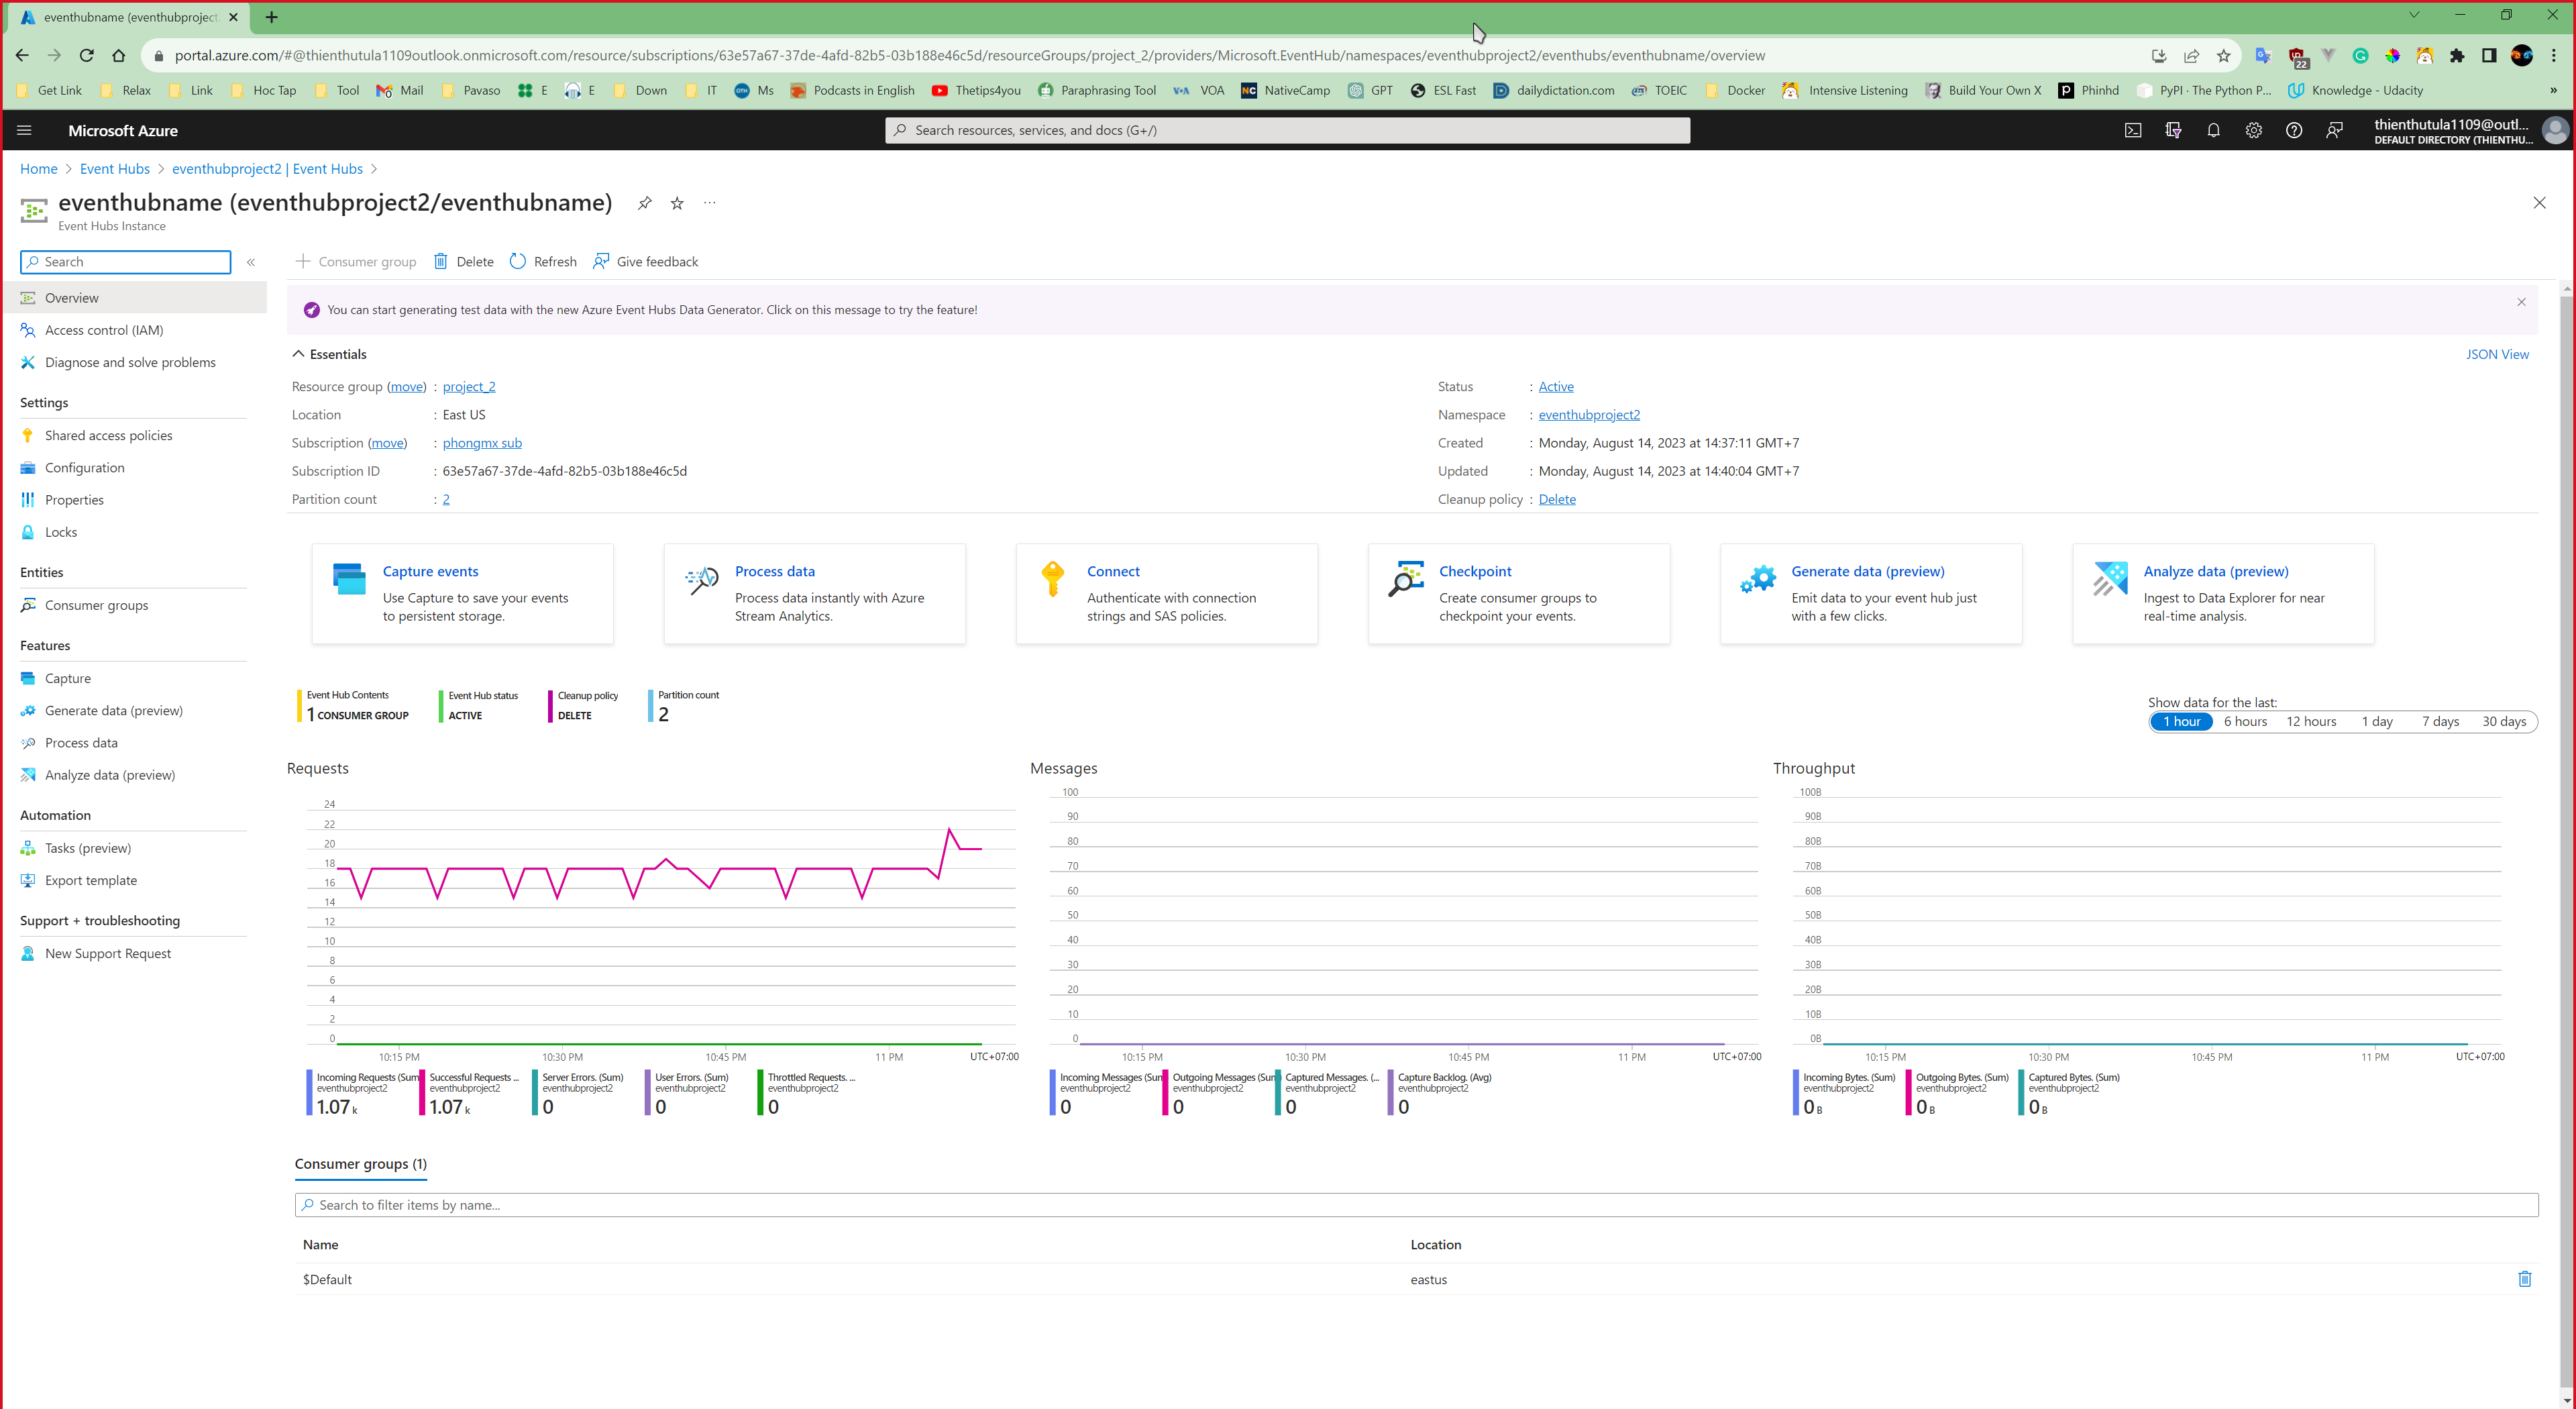 eventhubname (eventhubproject
portal.azure.com/#@thienthutula1109outlook.onmicrosoft.com/resource/subscriptions/63e57a67-37de-4afd-82b5-03b188e46c5d/resourceGroups/project_2/providers/Microsoft.EventHub/namespaces/eventhubproject2/eventhubs/eventhubname/overview
22
Get Link Relax Link Hoc Tap Tool Mail Pavaso E E Down IT Ms Podcasts in English Thetips4you Paraphrasing Tool VOA NativeCamp GPT ESL Fast dailydictation.com TOEIC Docker Intensive Listening Build Your Own X Phinhd PyPI · The Python P... Knowledge - Udacity »
Microsoft Azure
Search resources, services, and docs (G+/)
thienthutula1109@outl...
DEFAULT DIRECTORY (THIENTHU...
Home > Event Hubs > eventhubproject2 | Event Hubs >
eventhubname (eventhubproject2/eventhubname) ...
Event Hubs Instance
Search «
Consumer group Delete Refresh Give feedback
Overview
Access control (IAM)
Diagnose and solve problems
Settings
Shared access policies
Configuration
Properties
Locks
Entities
Consumer groups
Features
Capture
Generate data (preview)
Process data
Analyze data (preview)
Automation
Tasks (preview)
Export template
Support + troubleshooting
New Support Request
You can start generating test data with the new Azure Event Hubs Data Generator. Click on this message to try the feature!
Essentials
JSON View
Resource group (move) : project_2
Location : East US
Subscription (move) : phongmx sub
Subscription ID : 63e57a67-37de-4afd-82b5-03b188e46c5d
Partition count : 2
Status : Active
Namespace : eventhubproject2
Created : Monday, August 14, 2023 at 14:37:11 GMT+7
Updated : Monday, August 14, 2023 at 14:40:04 GMT+7
Cleanup policy : Delete
Capture events
Use Capture to save your events
to persistent storage.
Process data
Process data instantly with Azure
Stream Analytics.
Connect
Authenticate with connection
strings and SAS policies.
Checkpoint
Create consumer groups to
checkpoint your events.
Generate data (preview)
Emit data to your event hub just
with a few clicks.
Analyze data (preview)
Ingest to Data Explorer for near
real-time analysis.
Event Hub Contents
1 CONSUMER GROUP
Event Hub status
ACTIVE
Cleanup policy
DELETE
Partition count
2
Show data for the last:
1 hour 6 hours 12 hours 1 day 7 days 30 days
Requests
24
22
20
18
16
14
12
10
8
6
4
2
0
10:15 PM 10:30 PM 10:45 PM 11 PM UTC+07:00
Incoming Requests (Sum
eventhubproject2
1.07 k
Successful Requests ...
eventhubproject2
1.07 k
Server Errors. (Sum)
eventhubproject2
0
User Errors. (Sum)
eventhubproject2
0
Throttled Requests. ...
eventhubproject2
0
Messages
100
90
80
70
60
50
40
30
20
10
0
10:15 PM 10:30 PM 10:45 PM 11 PM UTC+07:00
Incoming Messages (Sum
eventhubproject2
0
Outgoing Messages (Sum
eventhubproject2
0
Captured Messages. (...
eventhubproject2
0
Capture Backlog. (Avg)
eventhubproject2
0
Throughput
100B
90B
80B
70B
60B
50B
40B
30B
20B
10B
0B
10:15 PM 10:30 PM 10:45 PM 11 PM UTC+07:00
Incoming Bytes. (Sum)
eventhubproject2
0 B
Outgoing Bytes. (Sum)
eventhubproject2
0 B
Captured Bytes. (Sum)
eventhubproject2
0 B
Consumer groups (1)
Search to filter items by name...
Name Location
$Default eastus